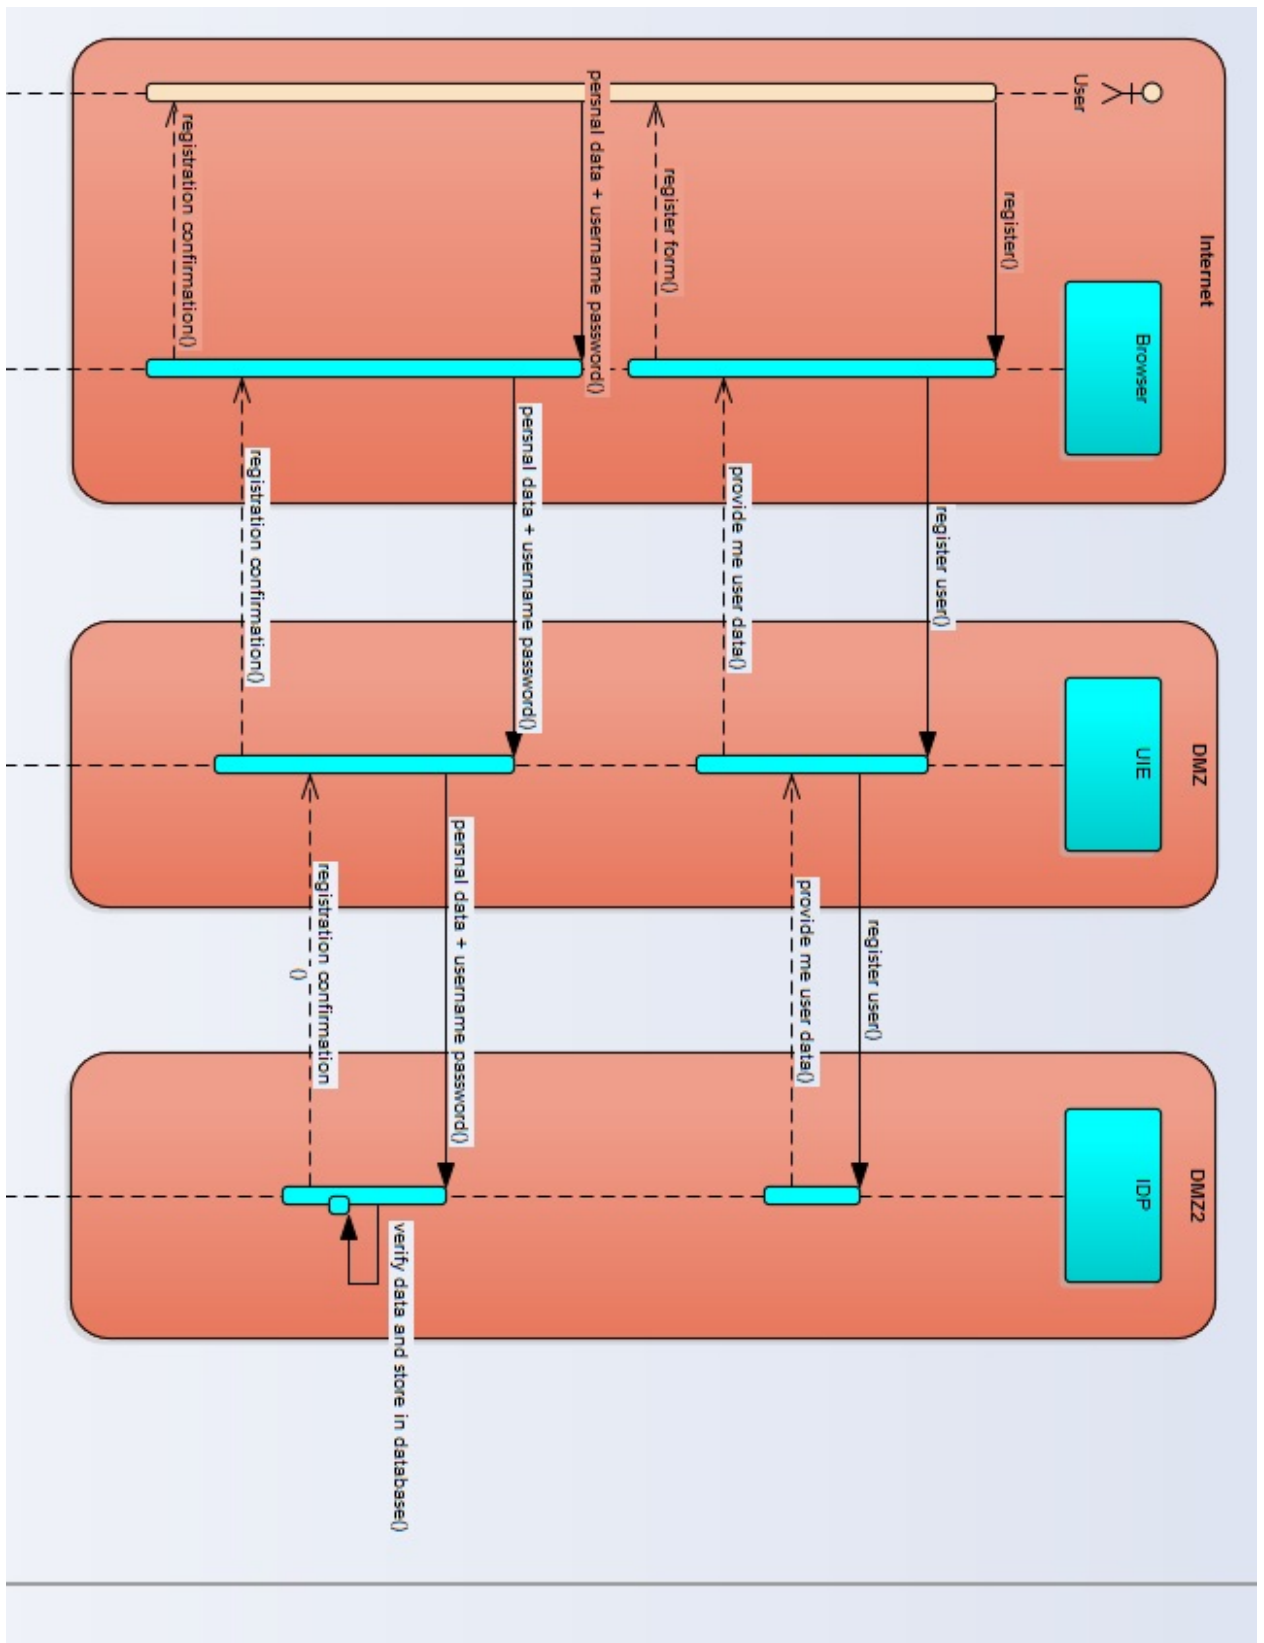 Internet
DMZ
DMZ2
User
Browser
UIE
IDP
register()
register user()
register user()
provide me user data()
provide me user data()
register form()
persnal data + username password()
persnal data + username password()
persnal data + username password()
verify data and store in database()
registration confirmation
()
registration confirmation()
registration confirmation()